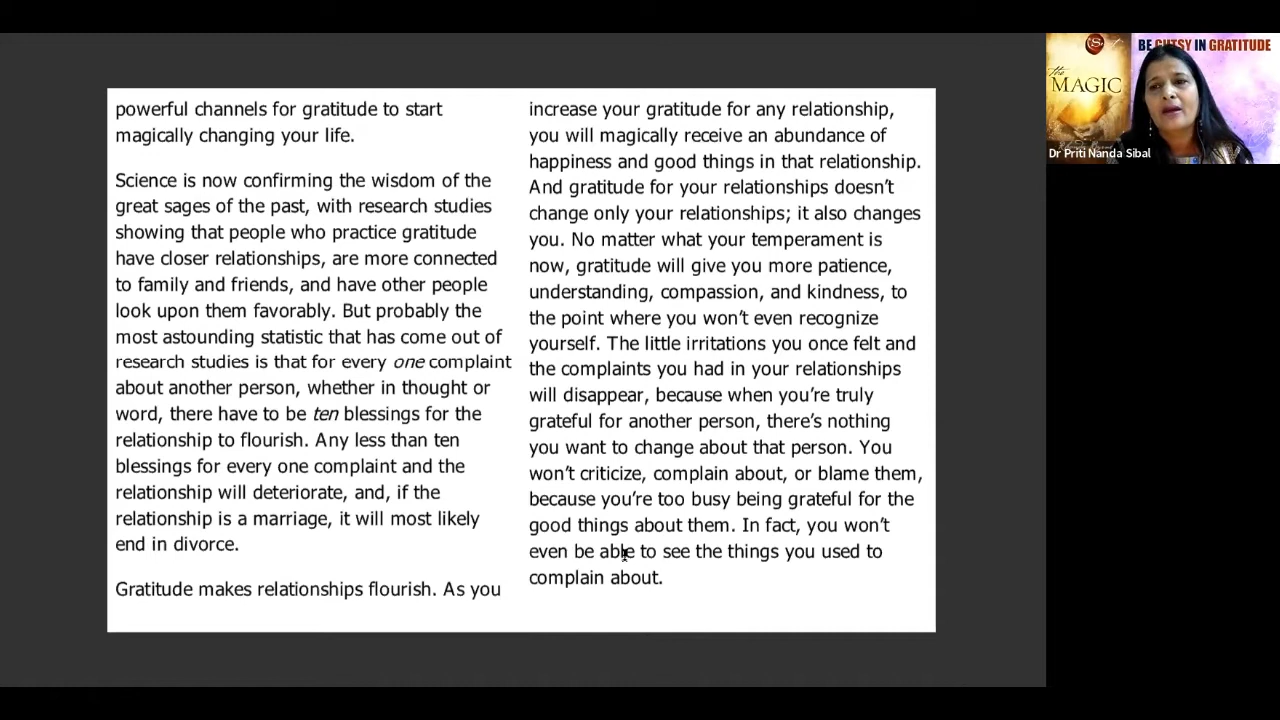 powerful channels for gratitude to start
magically changing your life.
Science is now confirming the wisdom of the
great sages of the past, with research studies
showing that people who practice gratitude
have closer relationships, are more connected
to family and friends, and have other people
look upon them favorably. But probably the
most astounding statistic that has come out of
research studies is that for every one complaint
about another person, whether in thought or
word, there have to be ten blessings for the
relationship to flourish. Any less than ten
blessings for every one complaint and the
relationship will deteriorate, and, if the
relationship is a marriage, it will most likely
end in divorce.
Gratitude makes relationships flourish. As you
increase your gratitude for any relationship,
you will magically receive an abundance of
happiness and good things in that relationship.
And gratitude for your relationships doesn’t
change only your relationships; it also changes
you. No matter what your temperament is
now, gratitude will give you more patience,
understanding, compassion, and kindness, to
the point where you won’t even recognize
yourself. The little irritations you once felt and
the complaints you had in your relationships
will disappear, because when you’re truly
grateful for another person, there’s nothing
you want to change about that person. You
won’t criticize, complain about, or blame them,
because you’re too busy being grateful for the
good things about them. In fact, you won’t
even be able to see the things you used to
complain about.
BE GUTSY IN GRATITUDE
the
MAGIC
Dr Priti Nanda Sibal